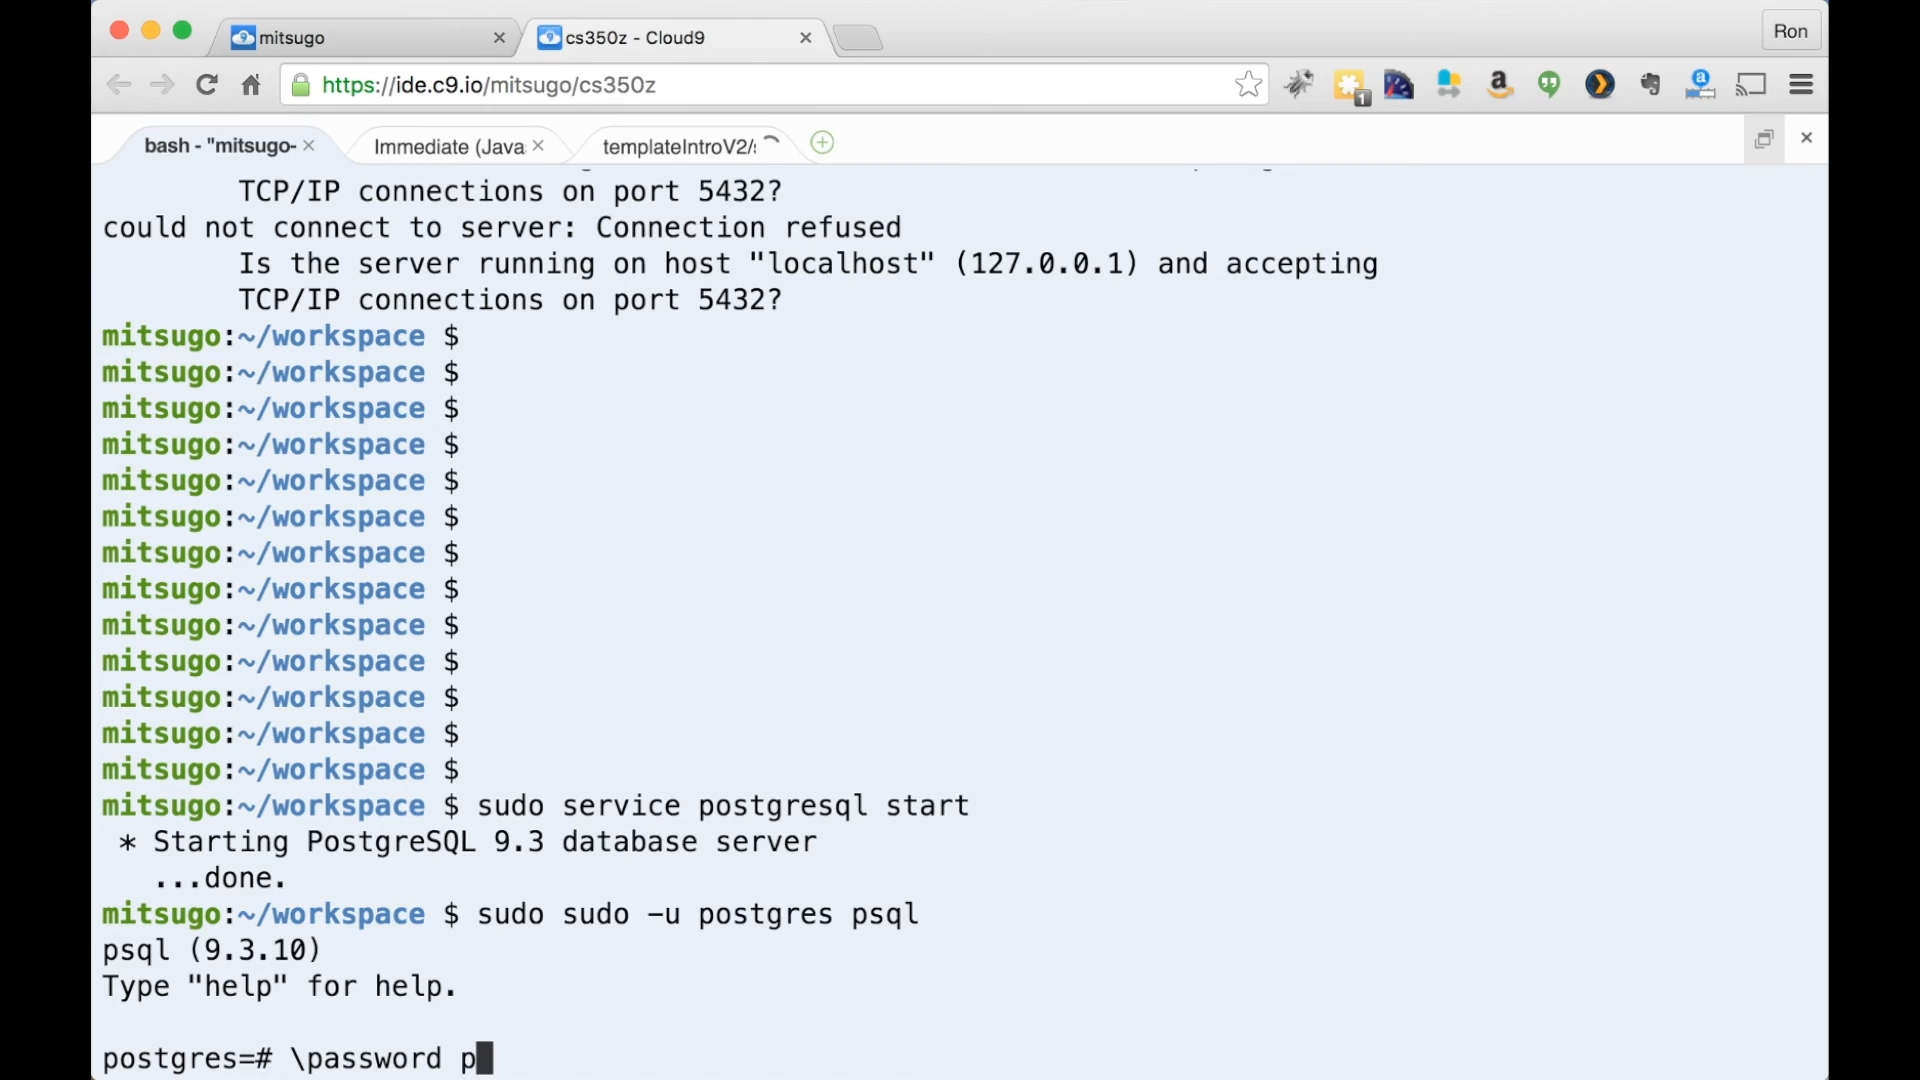 mitsugo
cs350z - Cloud9
Ron
https://ide.c9.io/mitsugo/cs350z
1
bash - "mitsugo-
Immediate (Java
templateIntroV2/
TCP/IP connections on port 5432?
could not connect to server: Connection refused
Is the server running on host "localhost" (127.0.0.1) and accepting
TCP/IP connections on port 5432?
mitsugo:~/workspace $
mitsugo:~/workspace $
mitsugo:~/workspace $
mitsugo:~/workspace $
mitsugo:~/workspace $
mitsugo:~/workspace $
mitsugo:~/workspace $
mitsugo:~/workspace $
mitsugo:~/workspace $
mitsugo:~/workspace $
mitsugo:~/workspace $
mitsugo:~/workspace $
mitsugo:~/workspace $
mitsugo:~/workspace $ sudo service postgresql start
* Starting PostgreSQL 9.3 database server
...done.
mitsugo:~/workspace $ sudo sudo -u postgres psql
psql (9.3.10)
Type "help" for help.
postgres=# \password p